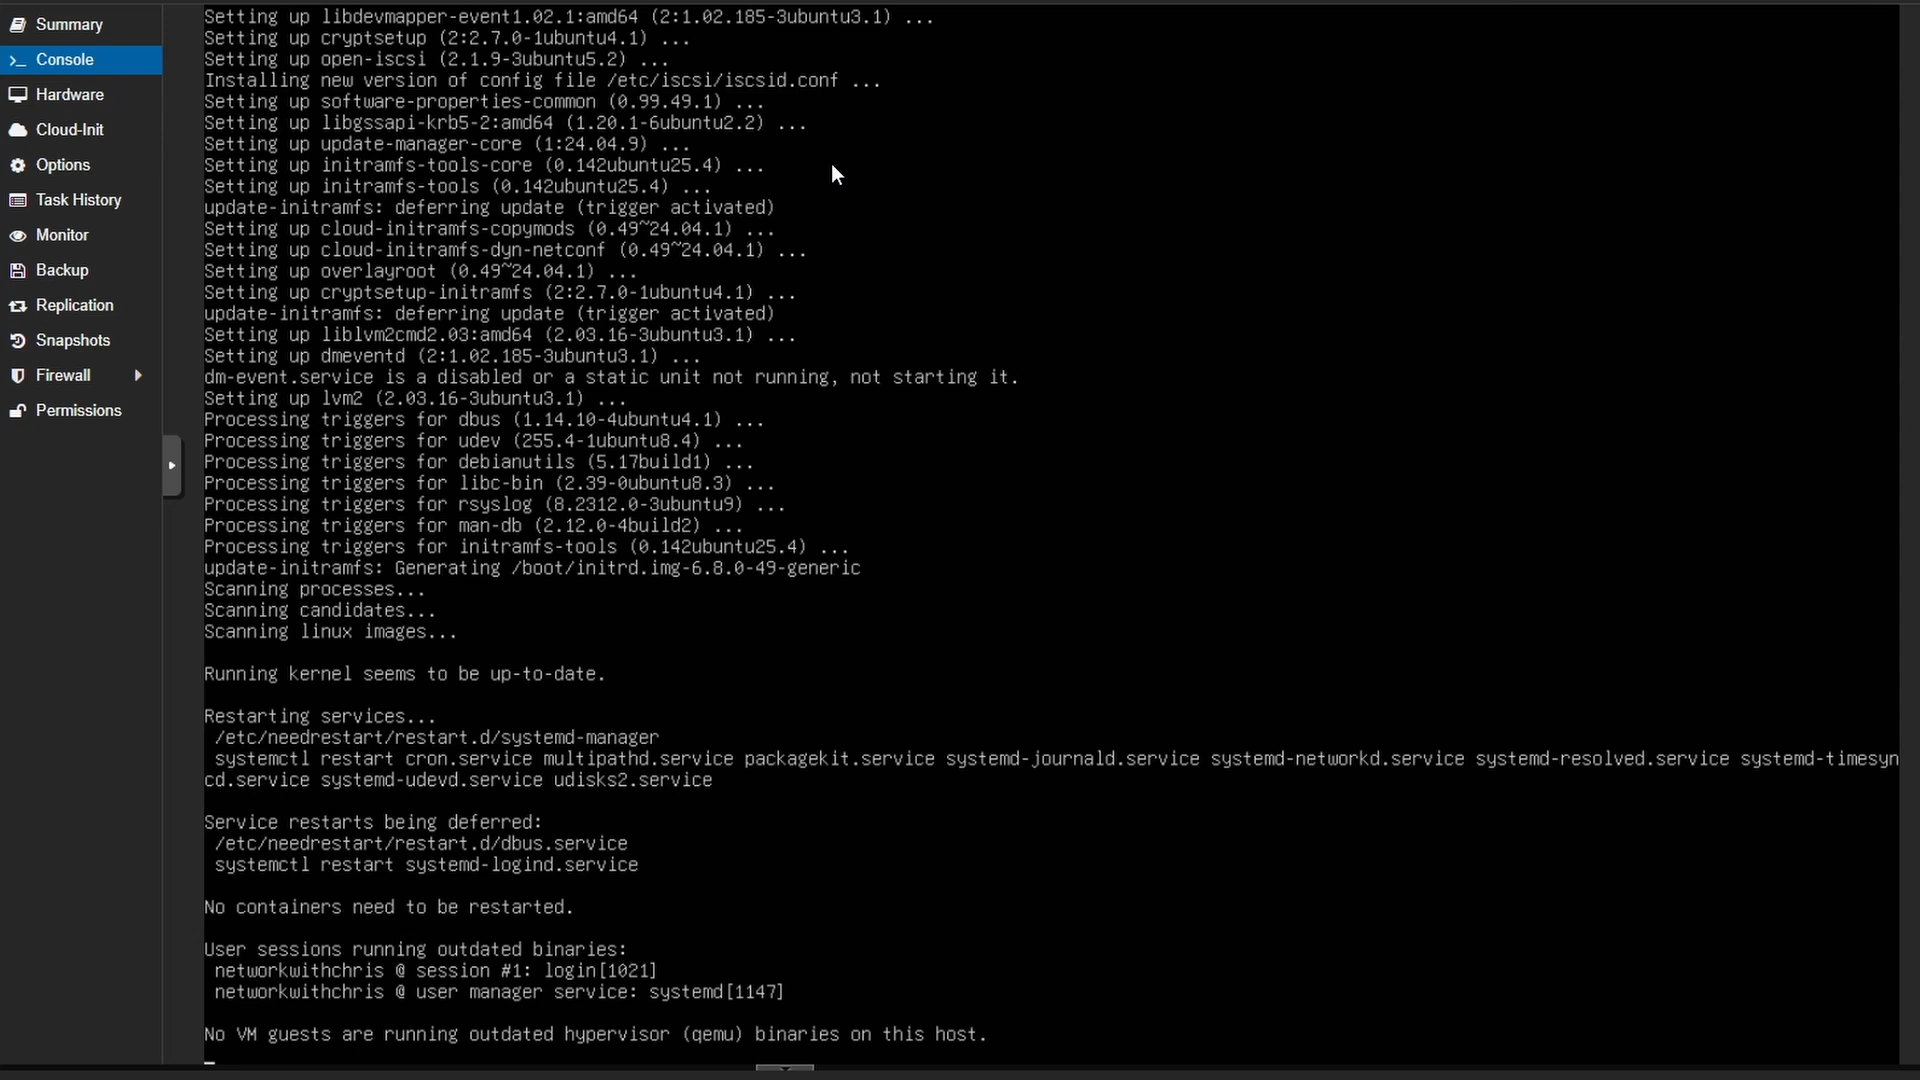 Summary
Console
Hardware
Cloud-Init
Options
Task History
Monitor
Backup
Replication
Snapshots
Firewall
Permissions
Setting up libdevmapper-event1.02.1:amd64 (2:1.02.185-3ubuntu3.1) ...
Setting up cryptsetup (2:2.7.0-1ubuntu4.1) ...
Setting up open-iscsi (2.1.9-3ubuntu5.2) ...
Installing new version of config file /etc/iscsi/iscsid.conf ...
Setting up software-properties-common (0.99.49.1) ...
Setting up libgssapi-krb5-2:amd64 (1.20.1-6ubuntu2.2) ...
Setting up update-manager-core (1:24.04.9) ...
Setting up initramfs-tools-core (0.142ubuntu25.4) ...
Setting up initramfs-tools (0.142ubuntu25.4) ...
update-initramfs: deferring update (trigger activated)
Setting up cloud-initramfs-copymods (0.49~24.04.1) ...
Setting up cloud-initramfs-dyn-netconf (0.49~24.04.1) ...
Setting up overlayroot (0.49~24.04.1) ...
Setting up cryptsetup-initramfs (2:2.7.0-1ubuntu4.1) ...
update-initramfs: deferring update (trigger activated)
Setting up liblvm2cmd2.03:amd64 (2.03.16-3ubuntu3.1) ...
Setting up dmeventd (2:1.02.185-3ubuntu3.1) ...
dm-event.service is a disabled or a static unit not running, not starting it.
Setting up lvm2 (2.03.16-3ubuntu3.1) ...
Processing triggers for dbus (1.14.10-4ubuntu4.1) ...
Processing triggers for udev (255.4-1ubuntu8.4) ...
Processing triggers for debianutils (5.17build1) ...
Processing triggers for libc-bin (2.39-0ubuntu8.3) ...
Processing triggers for rsyslog (8.2312.0-3ubuntu9) ...
Processing triggers for man-db (2.12.0-4build2) ...
Processing triggers for initramfs-tools (0.142ubuntu25.4) ...
update-initramfs: Generating /boot/initrd.img-6.8.0-49-generic
Scanning processes...
Scanning candidates...
Scanning linux images...
Running kernel seems to be up-to-date.
Restarting services...
/etc/needrestart/restart.d/systemd-manager
systemctl restart cron.service multipathd.service packagekit.service systemd-journald.service systemd-networkd.service systemd-resolved.service systemd-timesyn
cd.service systemd-udevd.service udisks2.service
Service restarts being deferred:
/etc/needrestart/restart.d/dbus.service
systemctl restart systemd-logind.service
No containers need to be restarted.
User sessions running outdated binaries:
networkwithchris @ session #1: login[1021]
networkwithchris @ user manager service: systemd[1147]
No VM guests are running outdated hypervisor (qemu) binaries on this host.